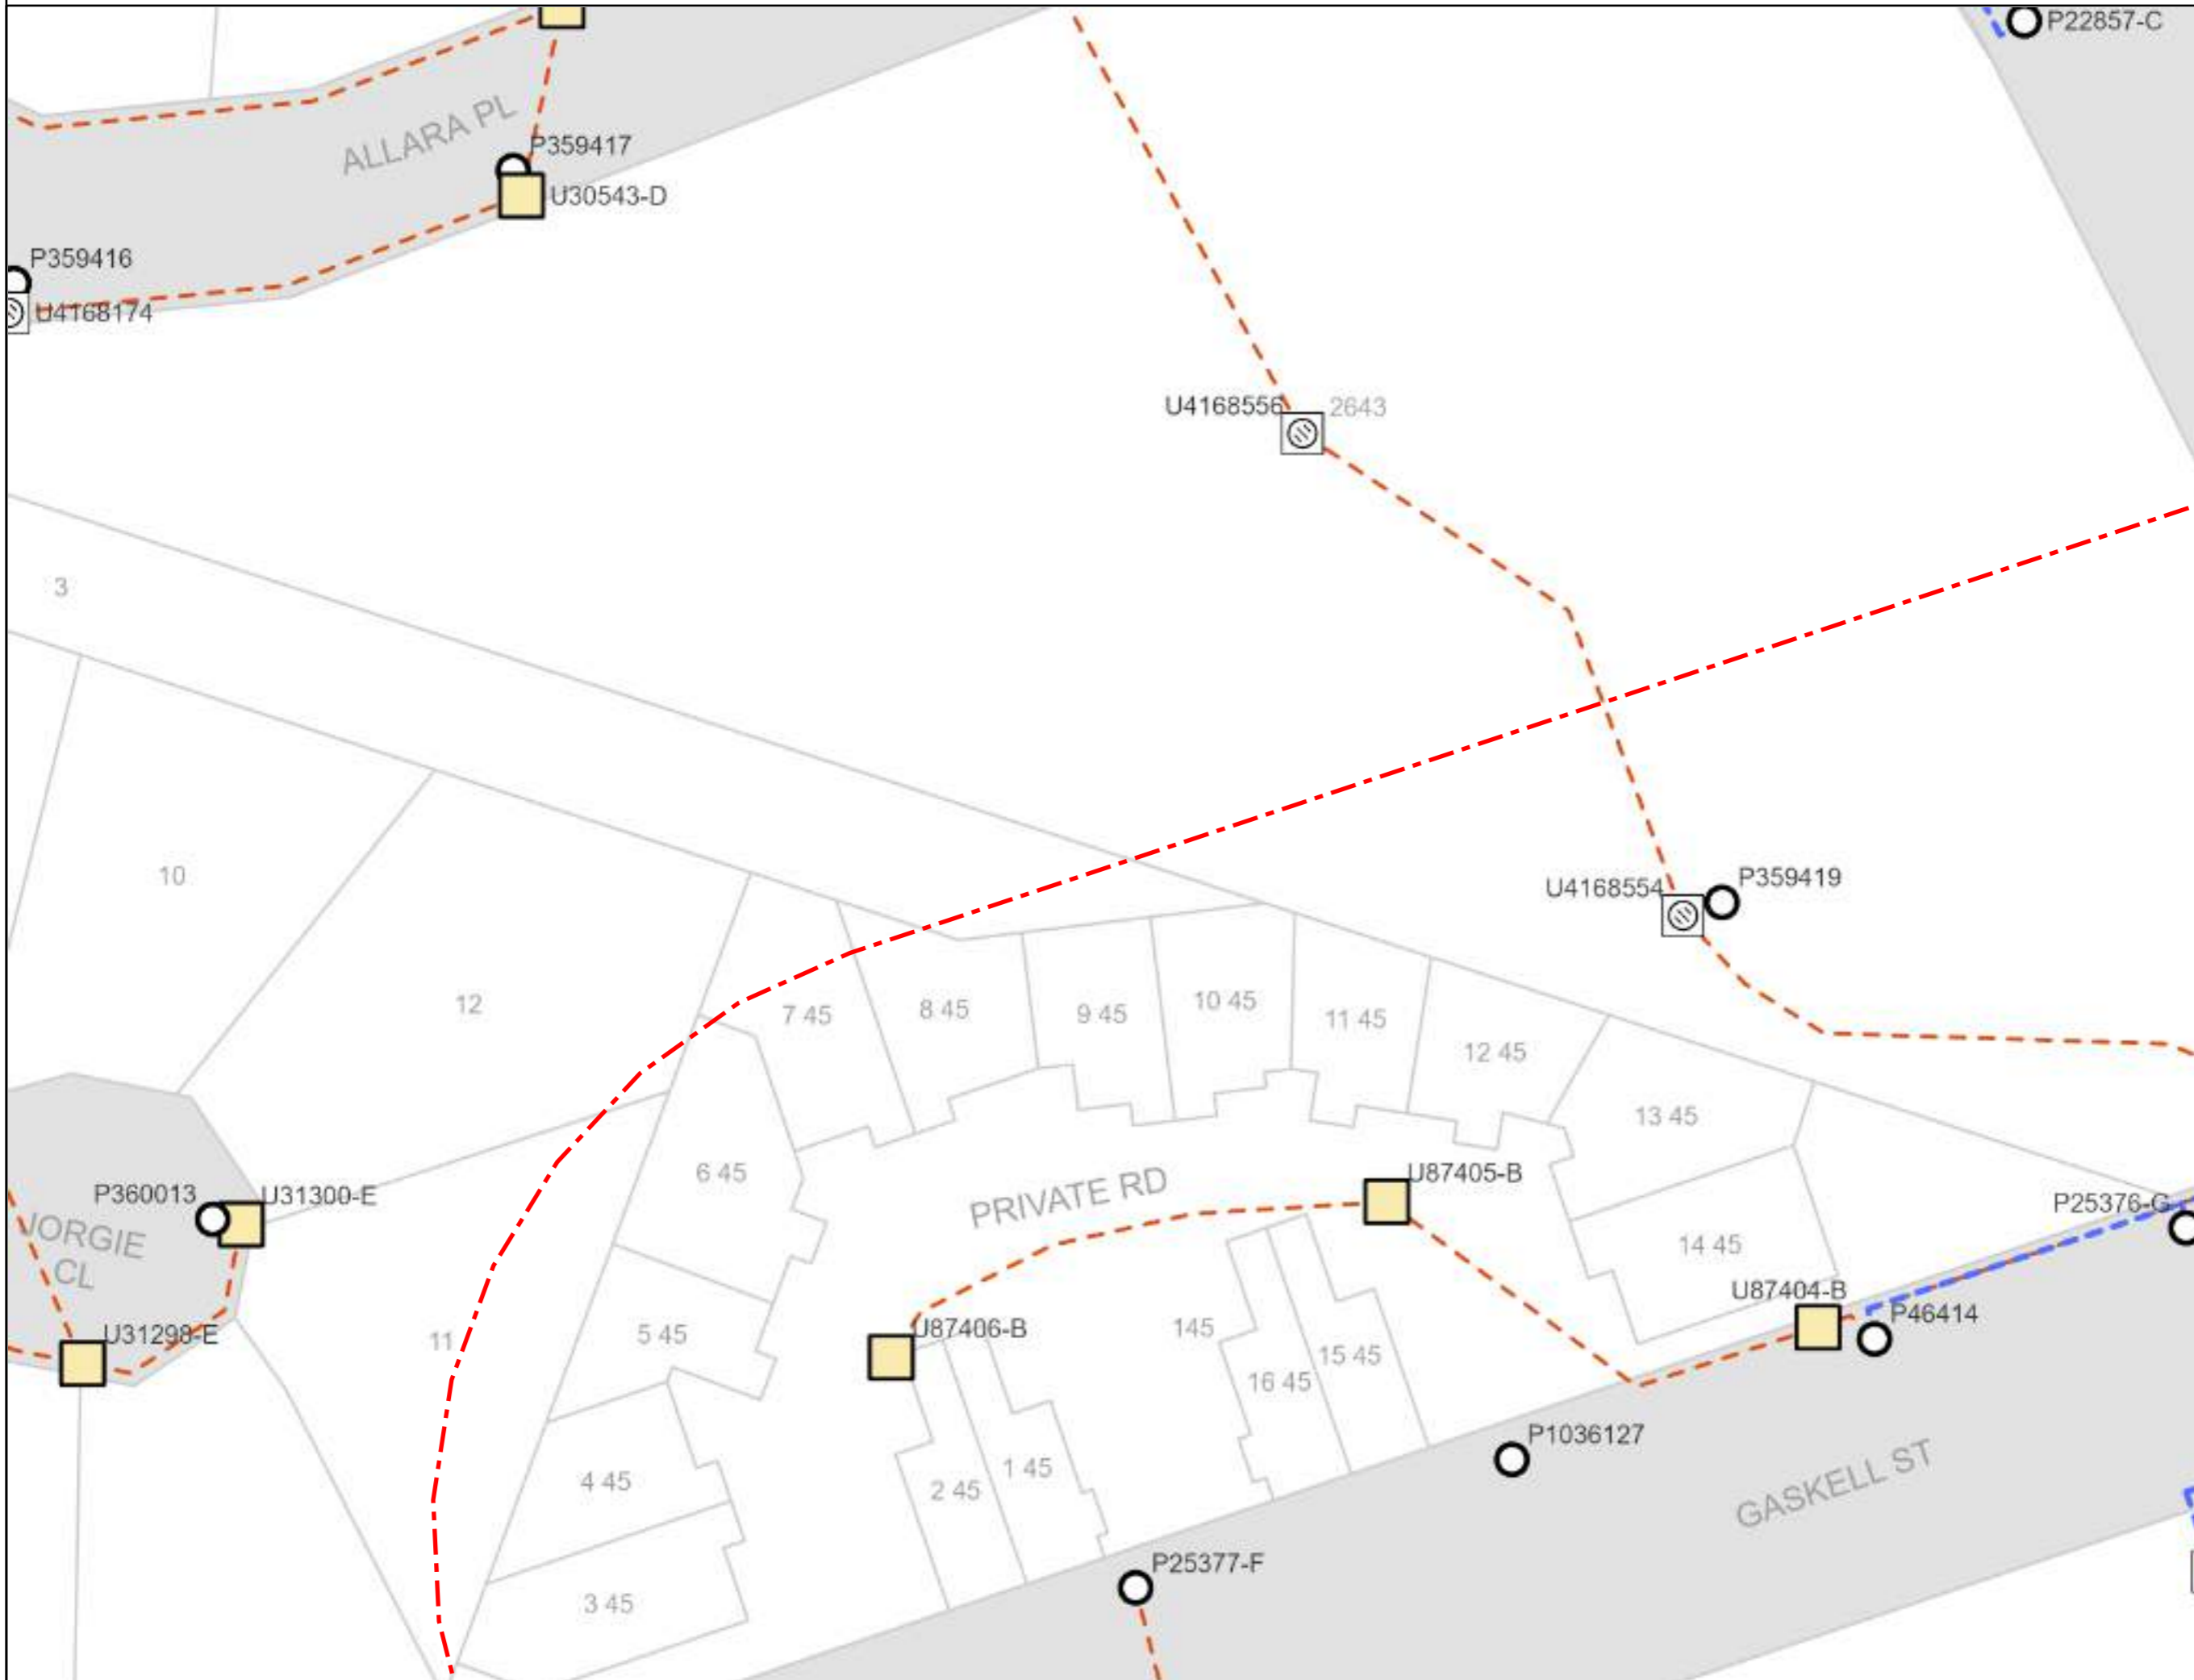 P22857-C
ALLARA PL
P359417
U30543-D
P359416
U4168174
U4168556
2643
3
10
U4168554
P359419
12
7 45
8 45
9 45
10 45
11 45
12 45
13 45
6 45
PRIVATE RD
U87405-B
P360013
U31300-E
P25376-G
JORGIE
CL
14 45
U87404-B
P46414
U31298-E
11
5 45
U87406-B
145
15 45
16 45
P1036127
GASKELL ST
4 45
1 45
2 45
P25377-F
3 45